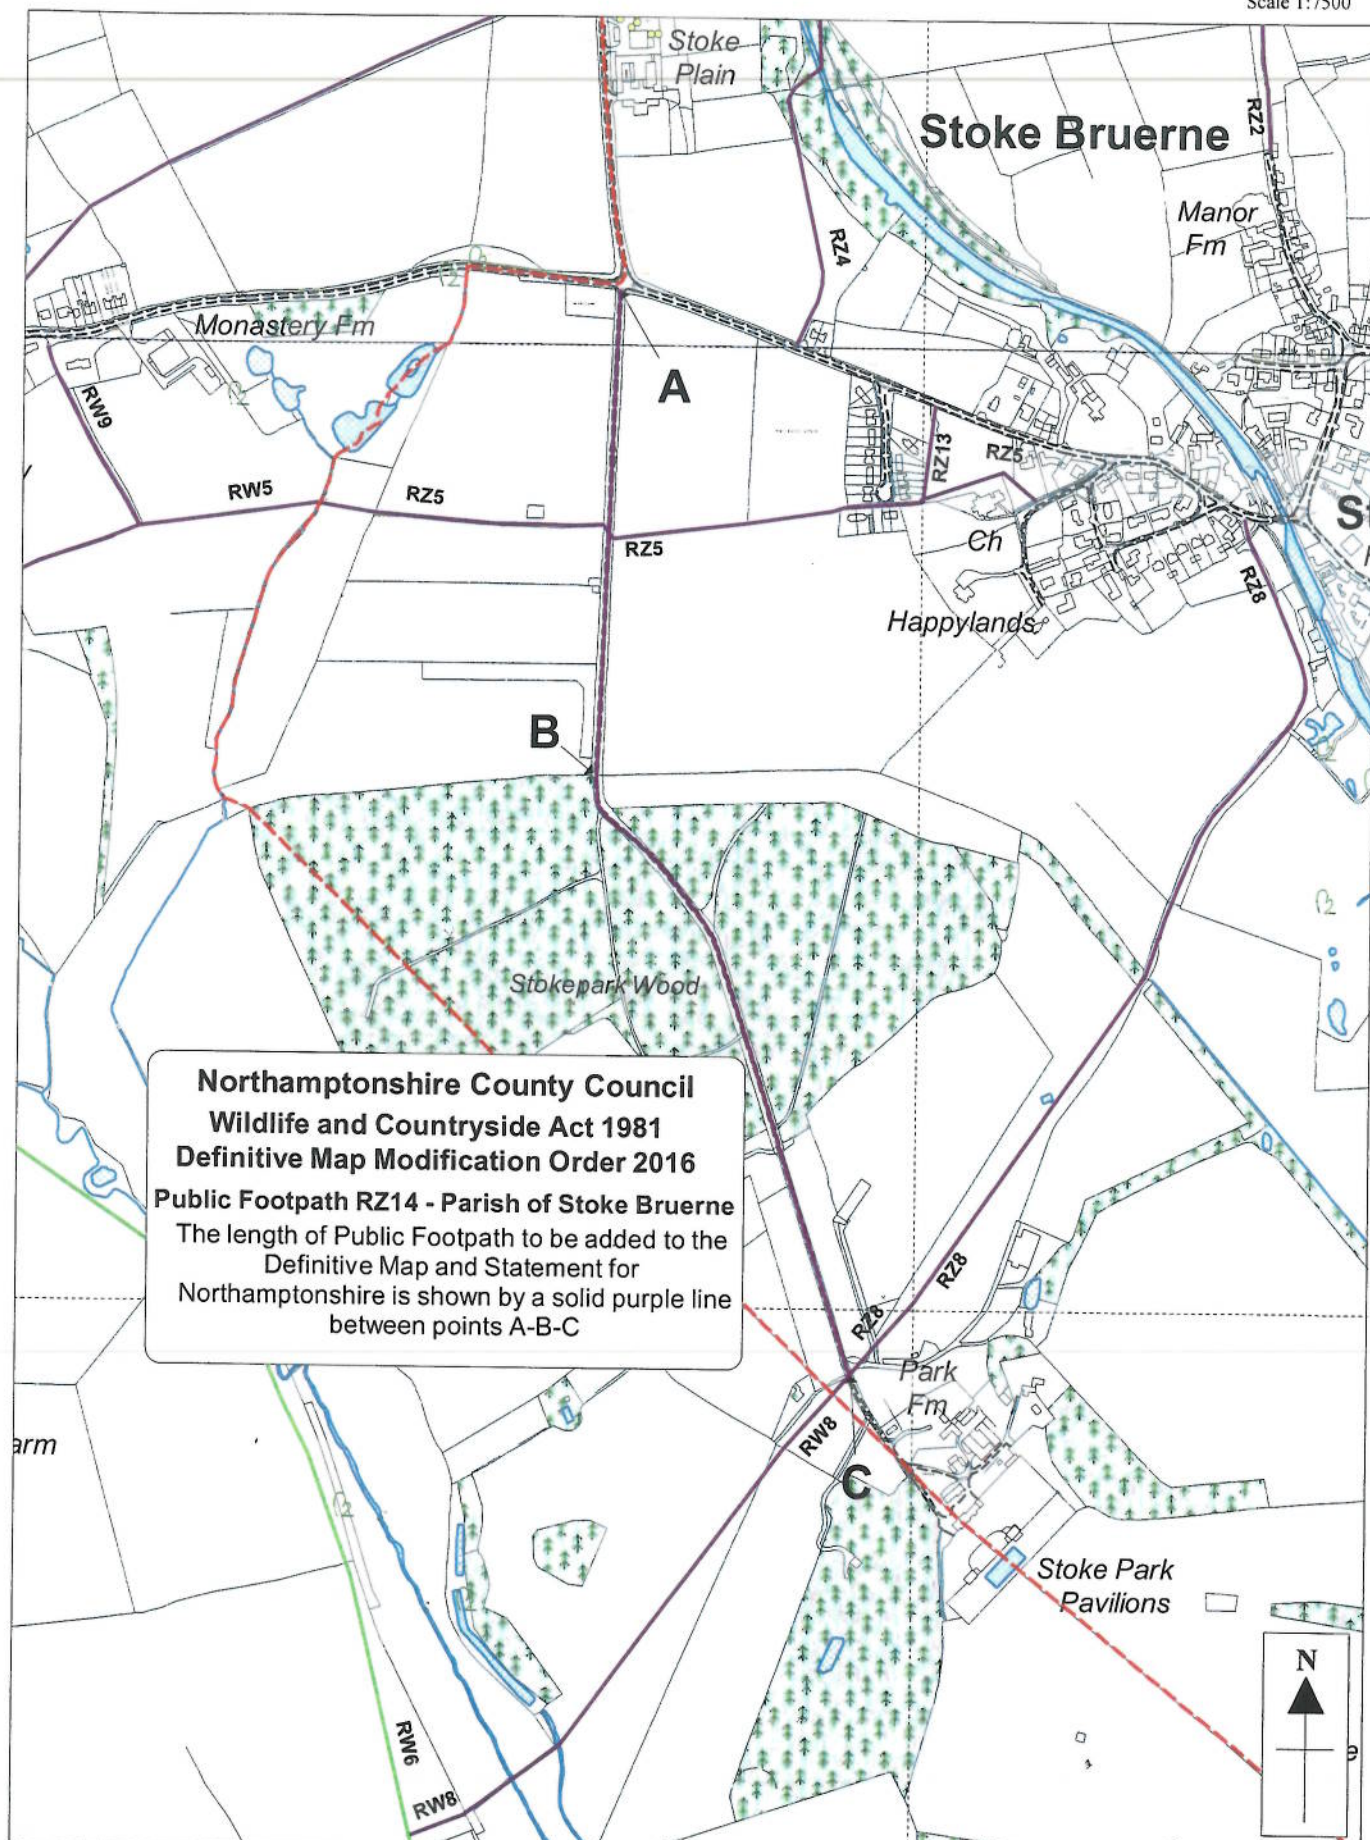 Scale 1:7500
Stoke
Plain
Stoke Bruerne
RZ2
Manor
Fm
RZ4
Monastery Fm
A
RW9
RZ13
RZ5
RW5
RZ5
RZ5
S
Ch
RZ8
Happylands
B
Stokepark Wood
Northamptonshire County Council
Wildlife and Countryside Act 1981
Definitive Map Modification Order 2016
Public Footpath RZ14 - Parish of Stoke Bruerne
The length of Public Footpath to be added to the
Definitive Map and Statement for
Northamptonshire is shown by a solid purple line
between points A-B-C
RZ8
RZ8
Park
Fm
arm
RW8
C
Stoke Park
Pavilions
N
e
RW6
RW8